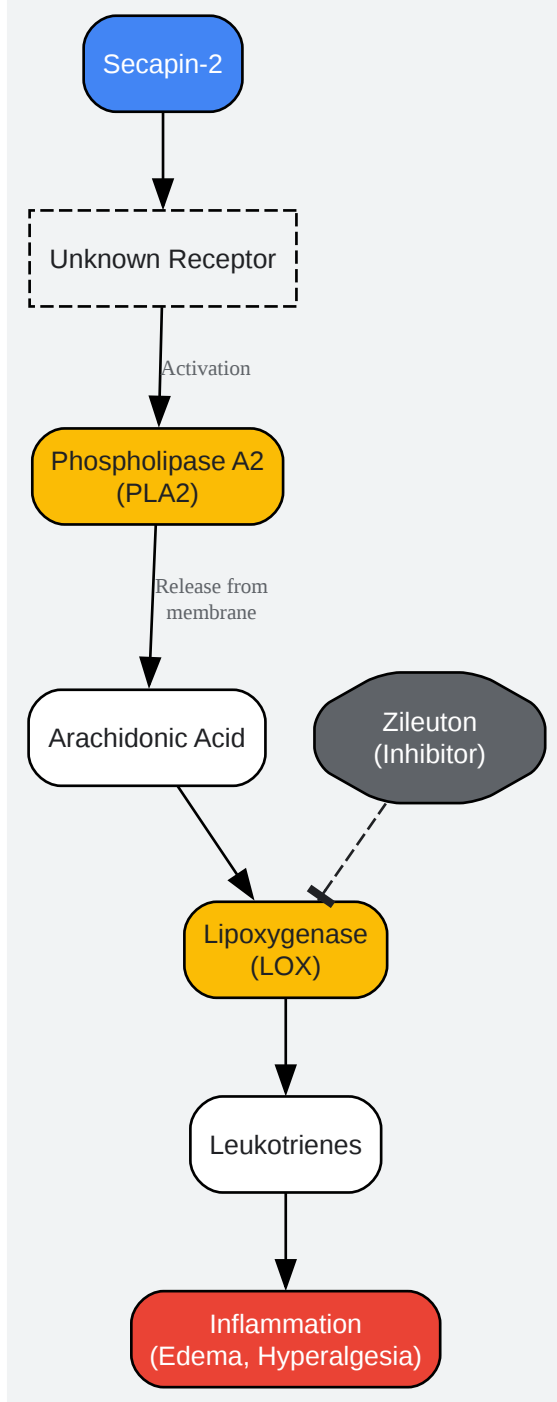 Secapin-2
Unknown Receptor
Activation
Phospholipase A2
(PLA2)
Release from
membrane
Arachidonic Acid
Zileuton
(Inhibitor)
Lipoxygenase
(LOX)
Leukotrienes
Inflammation
(Edema, Hyperalgesia)